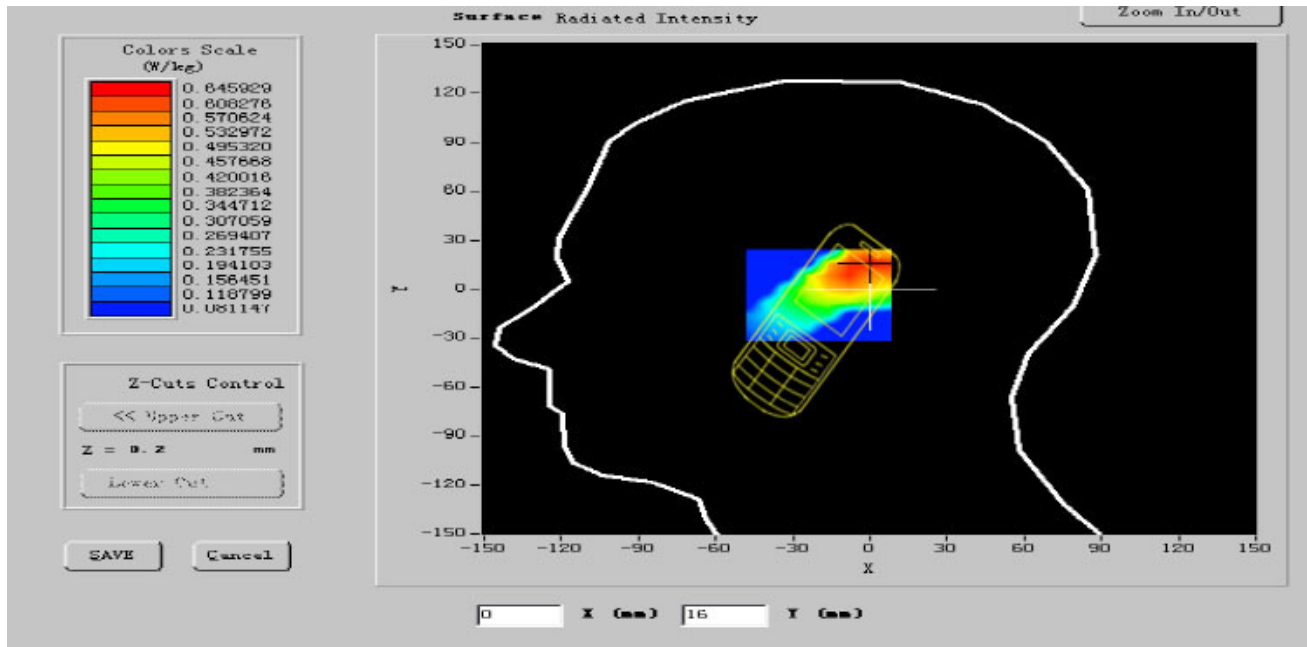 Surface Radiated Intensity
Zoom In/Out
Colors Scale
(W/kg)
0.645929
0.608276
0.570624
0.532972
0.495320
0.457668
0.420016
0.382364
0.344712
0.307059
0.269407
0.231755
0.194103
0.156451
0.118799
0.081147
Z-Cuts Control
<< Upper Cut
Z = 0.2 mm
Lower Cut
SAVE
Cancel
150
120
90
60
30
0
-30
-60
-90
-120
-150
-150 -120 -90 -60 -30 0 30 60 90 120 150
X
0 X (mm) 16 Y (mm)